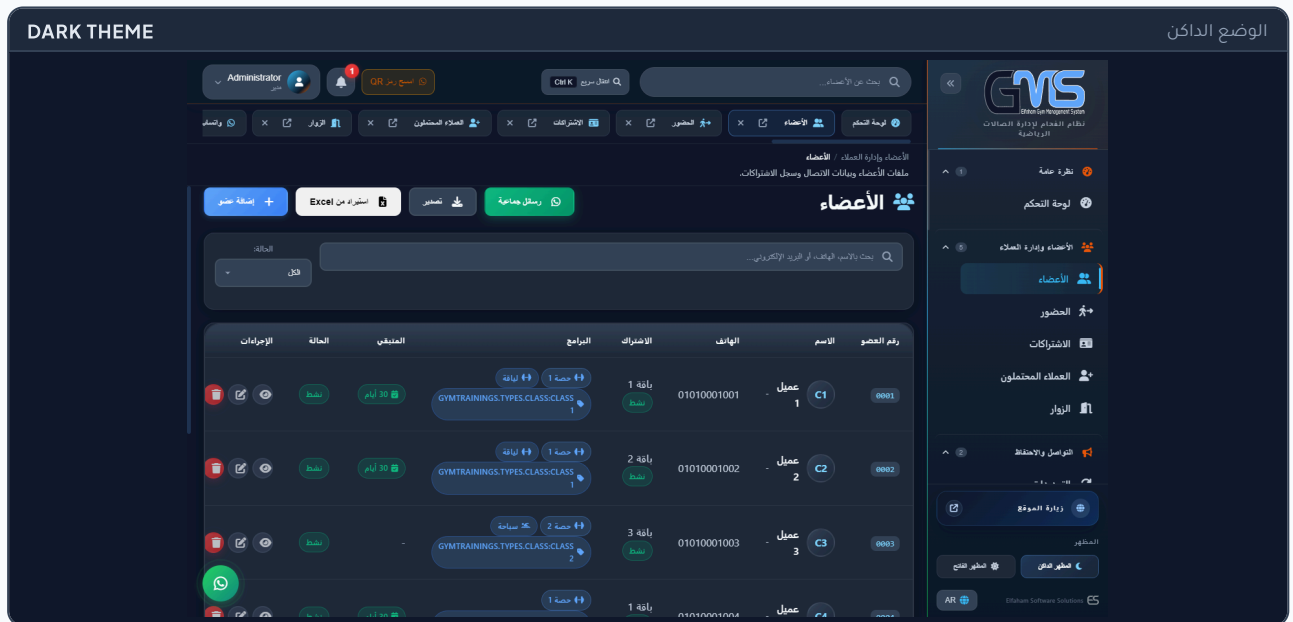 DARK THEME
الوضع الداكن
GMS
Elfaham Gym Management System
نظام الفحام لإدارة الصالات
الرياضية
نظرة عامة 1
لوحة التحكم
الأعضاء وإدارة العملاء 5
الأعضاء
الحضور
الاشتراكات
العملاء المحتملون
الزوار
التواصل والاحتفاظ 2
زيارة الموقع
المظهر
المظهر الداكن
المظهر الفاتح
AR
Elfaham Software Solutions
بحث عن الأعضاء...
انتقال سريع Ctrl K
امسح رمز QR
1
Administrator
مدير
لوحة التحكم
الأعضاء ×
الحضور ×
الاشتراكات ×
العملاء المحتملون ×
الزوار ×
الأعضاء وإدارة العملاء / الأعضاء
ملفات الأعضاء وبيانات الاتصال وسجل الاشتراكات.
الأعضاء
رسائل جماعية
تصدير
استيراد من Excel
إضافة عضو +
بحث بالاسم، الهاتف، أو البريد الإلكتروني...
الحالة:
الكل
رقم العضو الاسم الهاتف الاشتراك البرامج المتبقي الحالة الإجراءات
0001 C1 عميل 1 - 01010001001 باقة 1 نشط
حصة 1 لياقة
GYMTRAININGS.TYPES.CLASS:CLASS 1
30 أيام نشط
0002 C2 عميل 2 - 01010001002 باقة 2 نشط
حصة 1 لياقة
GYMTRAININGS.TYPES.CLASS:CLASS 1
30 أيام نشط
0003 C3 عميل 3 - 01010001003 باقة 3 نشط
حصة 2 سباحة
GYMTRAININGS.TYPES.CLASS:CLASS 2
- نشط
C4 عميل 01010001004 باقة 1
حصة 1